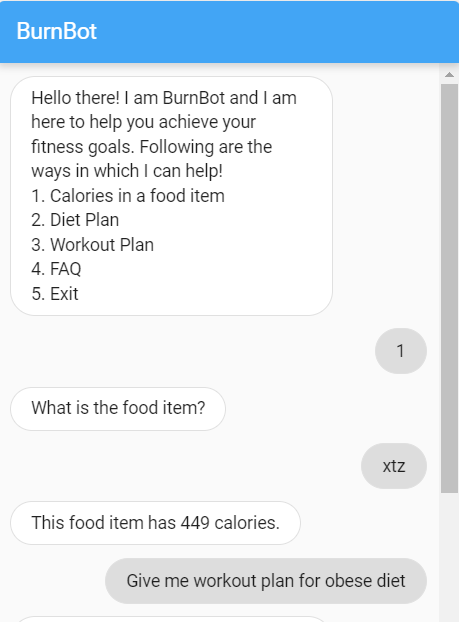 BurnBot
Hello there! I am BurnBot and I am
here to help you achieve your
fitness goals. Following are the
ways in which I can help!
1. Calories in a food item
2. Diet Plan
3. Workout Plan
4. FAQ
5. Exit
1
What is the food item?
xtz
This food item has 449 calories.
Give me workout plan for obese diet